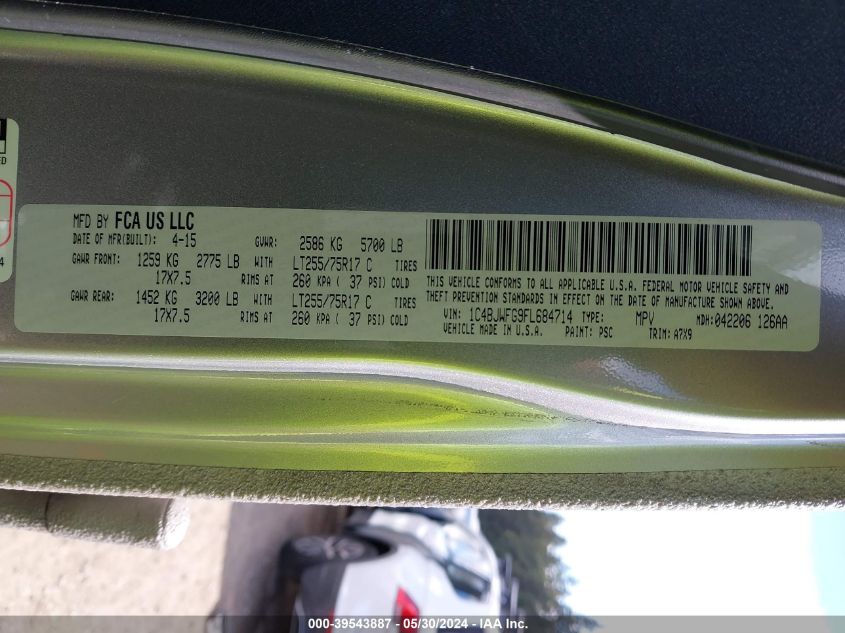 MFD BY FCA US LLC
DATE OF MFR(BUILT): 4-15 GVWR: 2586 KG 5700 LB
GAWR FRONT: 1259 KG 2775 LB WITH LT255/75R17 C TIRES
17X7.5 RIMS AT 260 KPA ( 37 PSI) COLD
GAWR REAR: 1452 KG 3200 LB WITH LT255/75R17 C TIRES
17X7.5 RIMS AT 260 KPA ( 37 PSI) COLD
THIS VEHICLE CONFORMS TO ALL APPLICABLE U.S.A. FEDERAL MOTOR VEHICLE SAFETY AND
THEFT PREVENTION STANDARDS IN EFFECT ON THE DATE OF MANUFACTURE SHOWN ABOVE.
VIN: 1C4BJWFG9FL684714 TYPE: MPV MDH: 042206 126AA
VEHICLE MADE IN U.S.A. PAINT: PSC TRIM: A7X9
ED
4
000-39543887 - 05/30/2024 - IAA Inc.